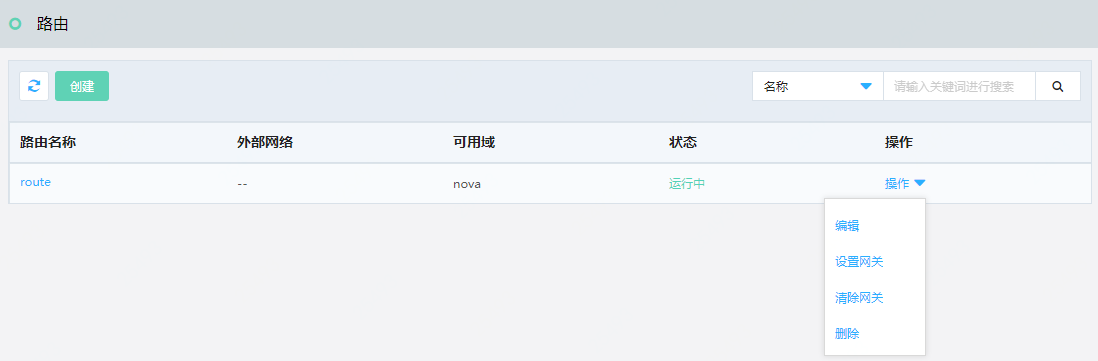 路由
创建 名称 请输入关键词进行搜索
路由名称 外部网络 可用域 状态 操作
route -- nova 运行中 操作
编辑
设置网关
清除网关
删除